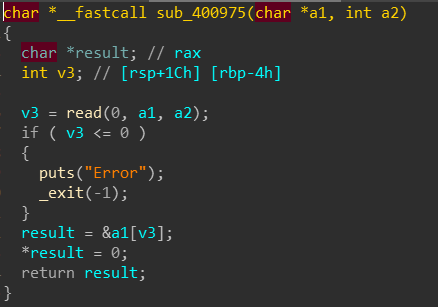 char *__fastcall sub_400975(char *a1, int a2)
{
  char *result; // rax
  int v3; // [rsp+1Ch] [rbp-4h]

  v3 = read(0, a1, a2);
  if ( v3 <= 0 )
  {
    puts("Error");
    _exit(-1);
  }
  result = &a1[v3];
  *result = 0;
  return result;
}